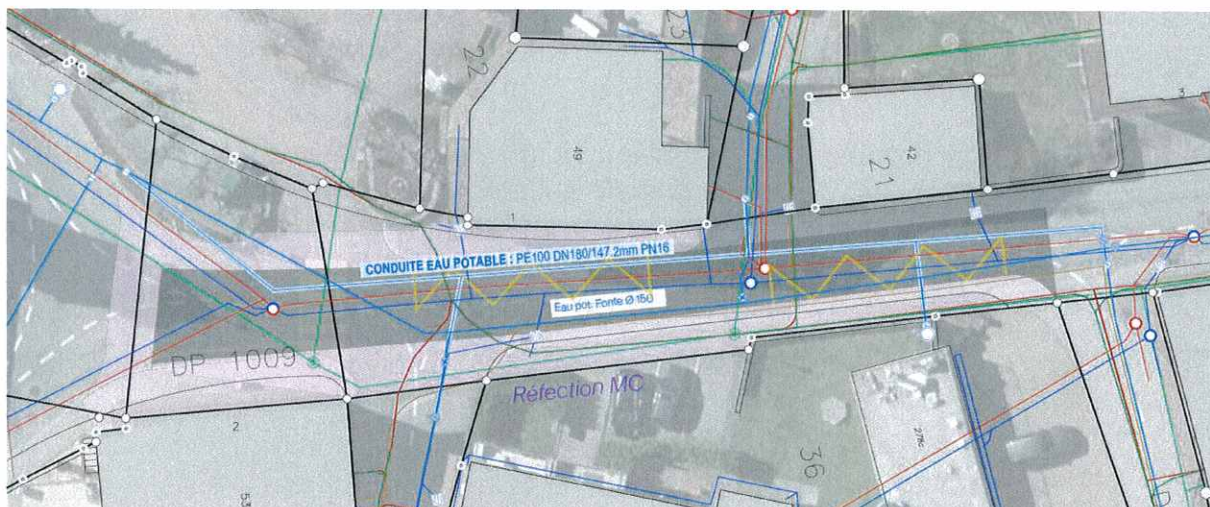 23
22
49
42
21
1
CONDUITE EAU POTABLE : PE100 DN180/147.2mm PN16
Eau pot. Fonte Ø 150
DP 1009
Réfection MC
2
36
278c
53